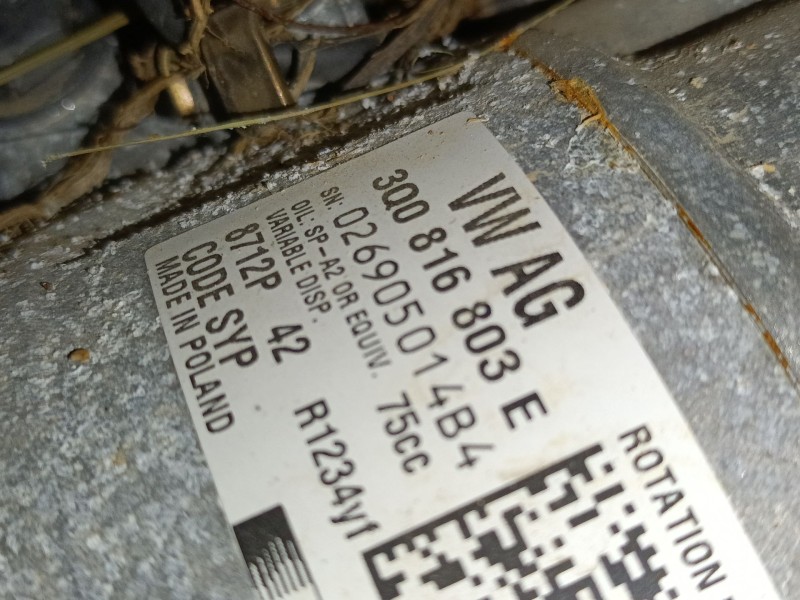 VW AG
3Q0 816 803 E
SN: 026905014B4
OIL: SP-A2 OR EQUIV. 75cc
VARIABLE DISP.
8712P 42 R1234yf
CODE SYP
MADE IN POLAND
ROTATION